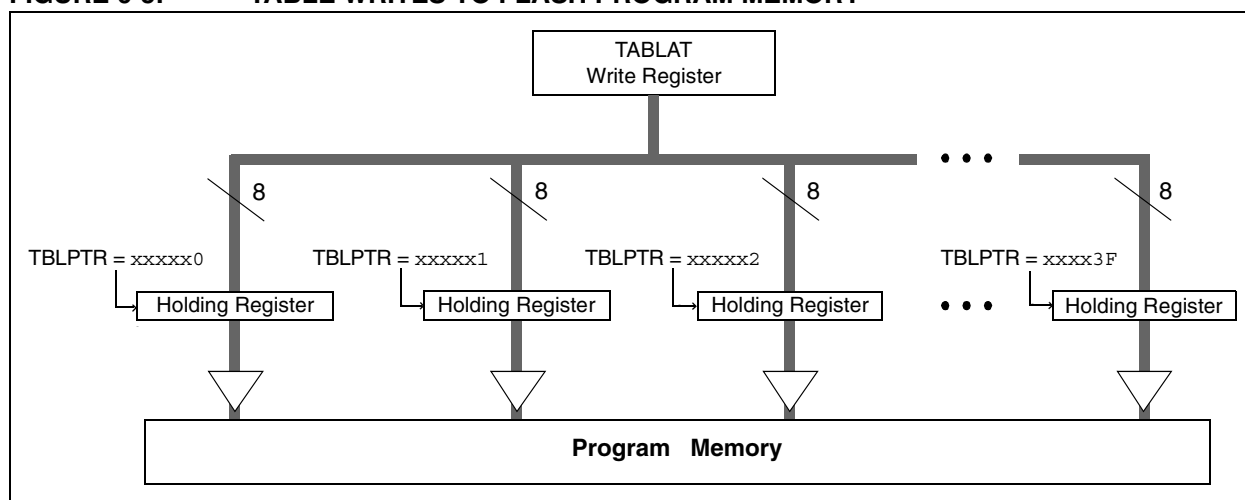 TABLAT
Write Register
8 8 8 8
TBLPTR = xxxxx0 TBLPTR = xxxxx1 TBLPTR = xxxxx2 TBLPTR = xxxx3F
Holding Register Holding Register Holding Register Holding Register
Program Memory